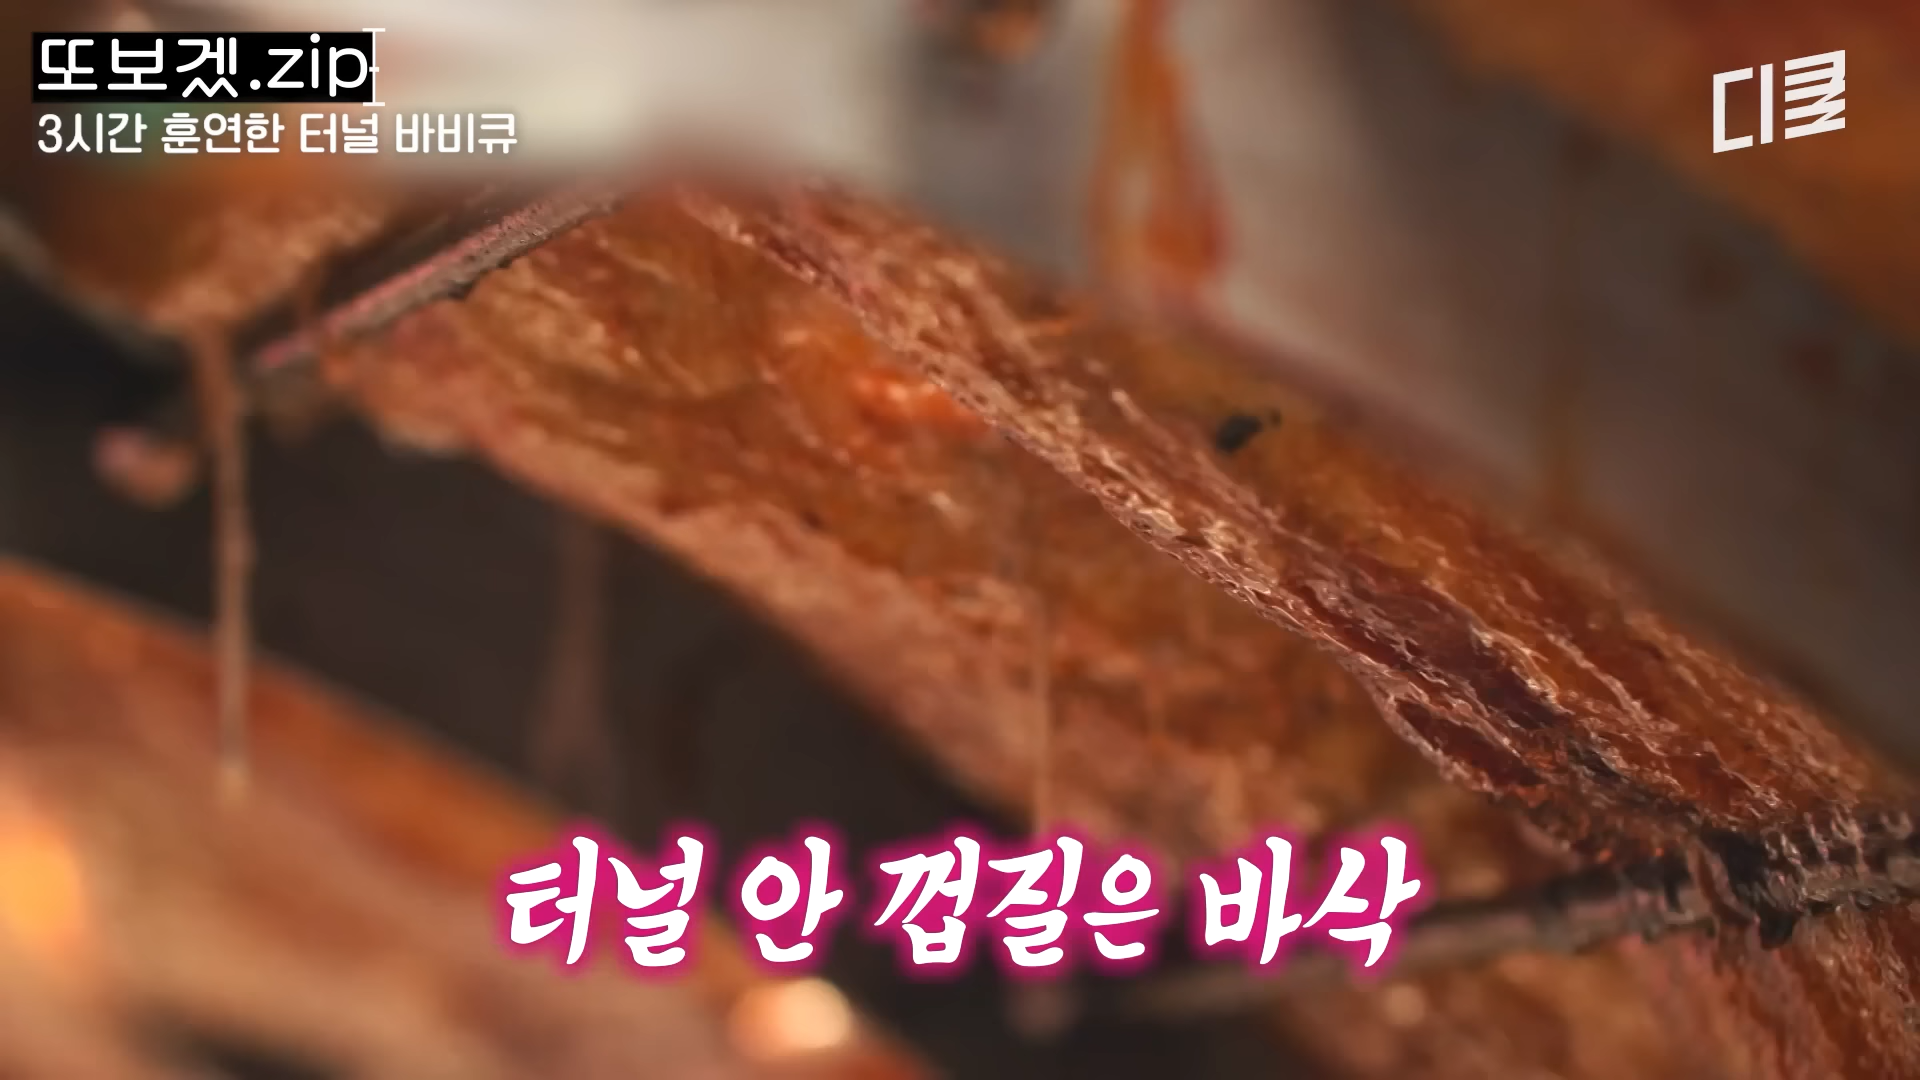 또보겠.zip
3시간 훈연한 터널 바비큐
디글
터널 안 껍질은 바삭